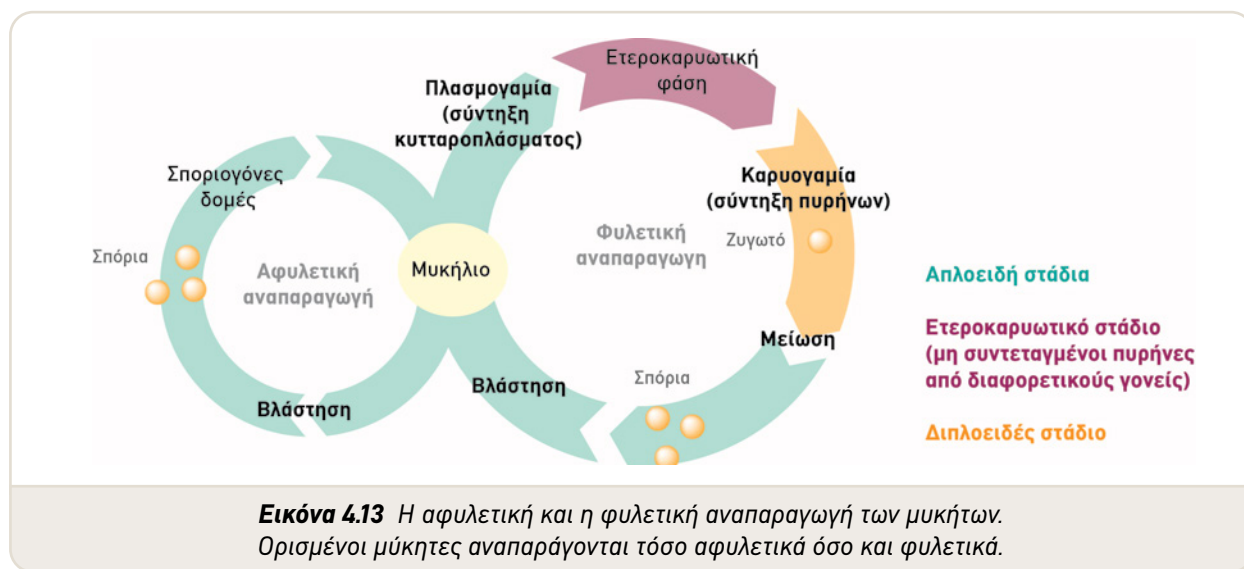 Ετεροκαρυωτική
φάση
Πλασμογαμία
(σύντηξη
κυτταροπλάσματος)
Σποριογόνες
δομές
Καρυογαμία
(σύντηξη πυρήνων)
Σπόρια
Αφυλετική
αναπαραγωγή
Μυκήλιο
Φυλετική
αναπαραγωγη
Ζυγωτό
Απλοειδή στάδια
Ετεροκαρυωτικό στάδιο
(μη συντεταγμένοι πυρήνες
από διαφορετικούς γονείς)
Διπλοειδές στάδιο
Μείωση
Βλάστηση
Σπόρια
Βλάστηση
Εικόνα 4.13 Η αφυλετική και η φυλετική αναπαραγωγή των μυκήτων.
Ορισμένοι μύκητες αναπαράγονται τόσο αφυλετικά όσο και φυλετικά.